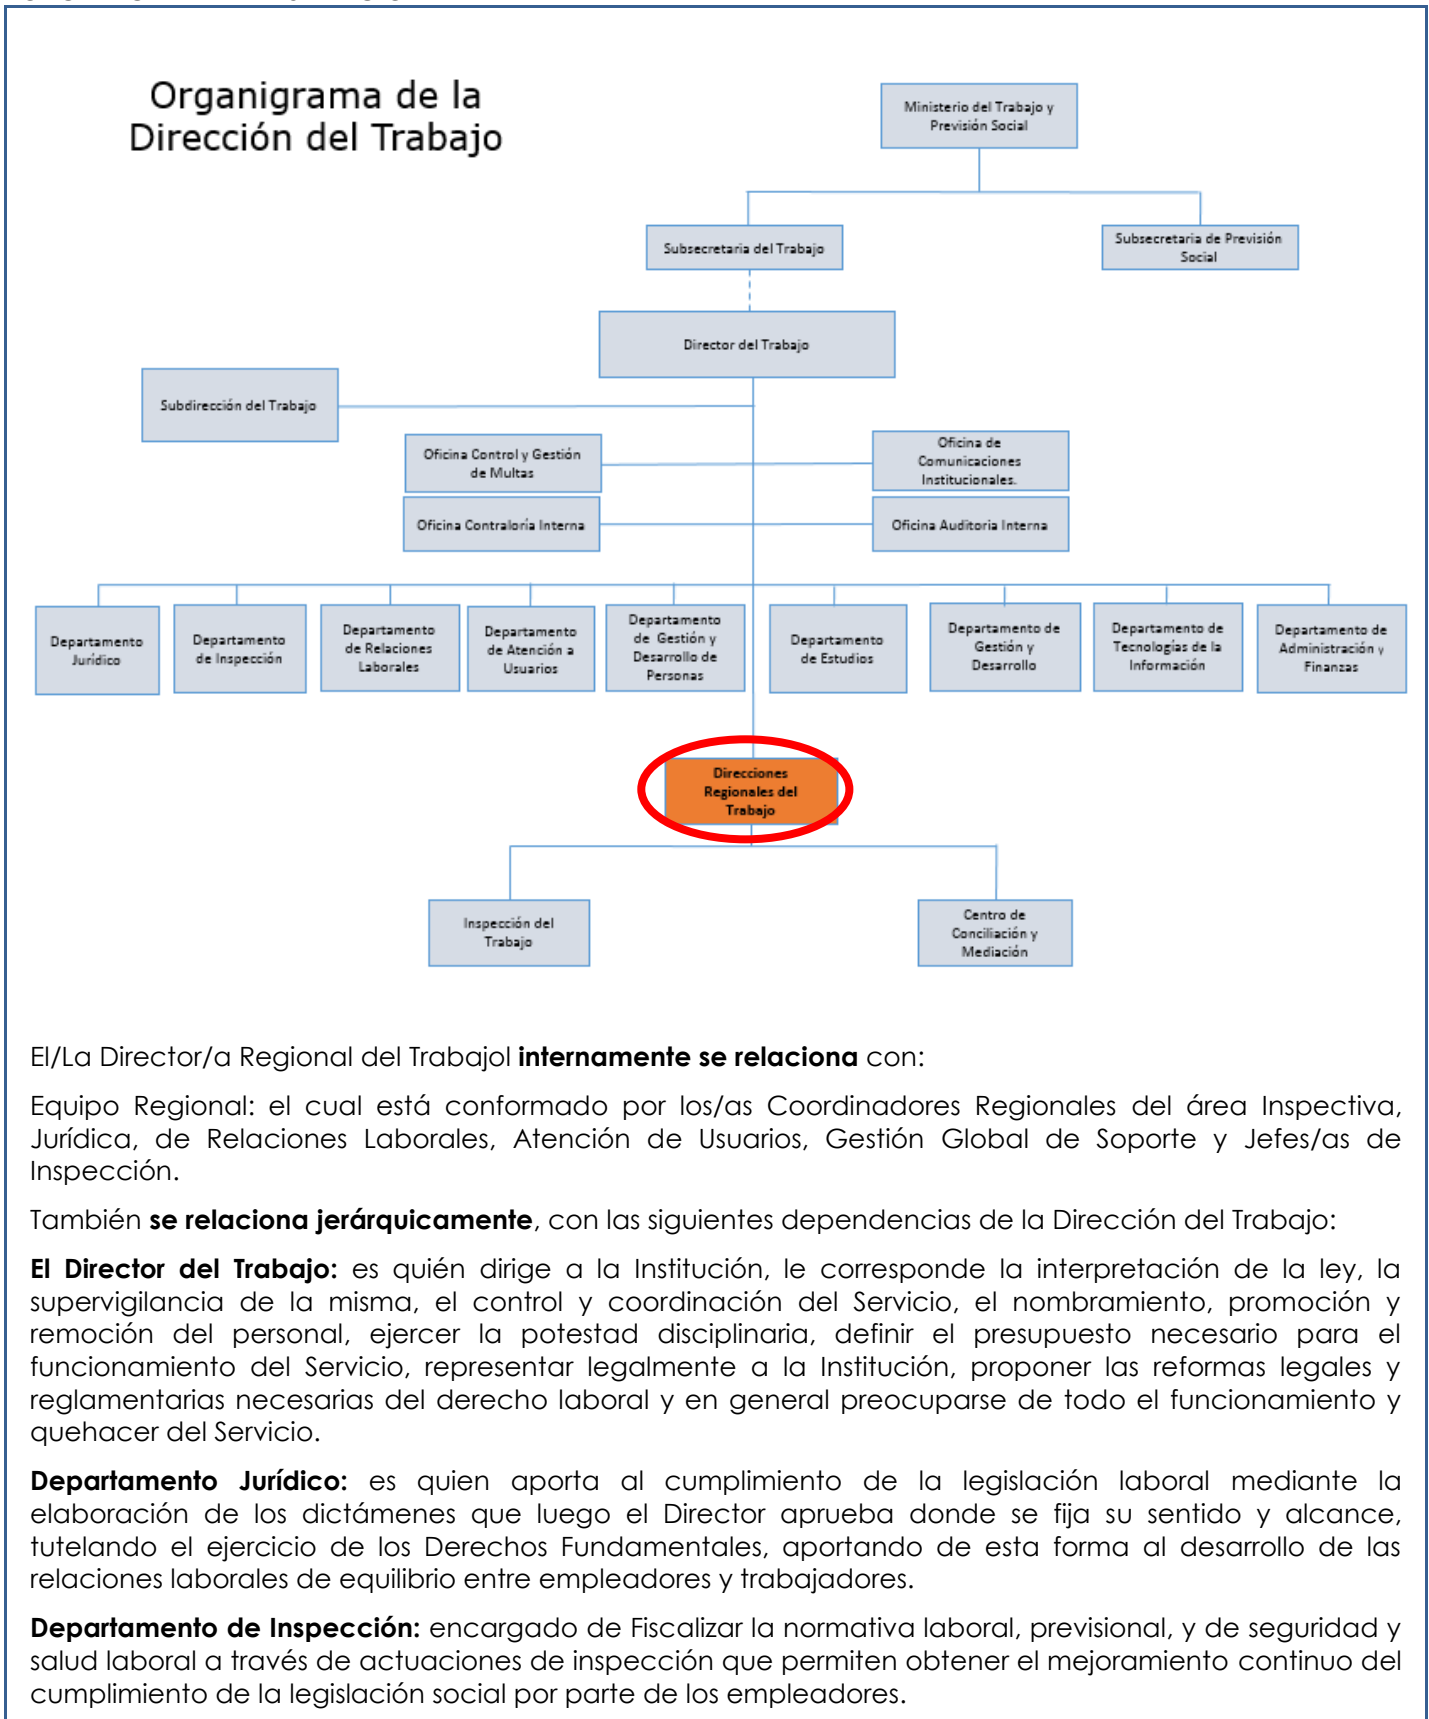 Organigrama de la
Dirección del Trabajo
Ministerio del Trabajo y
Previsión Social
Subsecretaria del Trabajo
Subsecretaria de Previsión
Social
Director del Trabajo
Subdirección del Trabajo
Oficina Control y Gestión
de Multas
Oficina de
Comunicaciones
Institucionales.
Oficina Contraloría Interna
Oficina Auditoria Interna
Departamento
Jurídico
Departamento
de Inspección
Departamento
de Relaciones
Laborales
Departamento
de Atención a
Usuarios
Departamento
de Gestión y
Desarrollo de
Personas
Departamento
de Estudios
Departamento de
Gestión y
Desarrollo
Departamento de
Tecnologías de la
Información
Departamento de
Administración y
Finanzas
Direcciones
Regionales del
Trabajo
Inspección del
Trabajo
Centro de
Conciliación y
Mediación
El/La Director/a Regional del Trabajol internamente se relaciona con:
Equipo Regional: el cual está conformado por los/as Coordinadores Regionales del área Inspectiva,
Jurídica, de Relaciones Laborales, Atención de Usuarios, Gestión Global de Soporte y Jefes/as de
Inspección.
También se relaciona jerárquicamente, con las siguientes dependencias de la Dirección del Trabajo:
El Director del Trabajo: es quién dirige a la Institución, le corresponde la interpretación de la ley, la
supervigilancia de la misma, el control y coordinación del Servicio, el nombramiento, promoción y
remoción del personal, ejercer la potestad disciplinaria, definir el presupuesto necesario para el
funcionamiento del Servicio, representar legalmente a la Institución, proponer las reformas legales y
reglamentarias necesarias del derecho laboral y en general preocuparse de todo el funcionamiento y
quehacer del Servicio.
Departamento Jurídico: es quien aporta al cumplimiento de la legislación laboral mediante la
elaboración de los dictámenes que luego el Director aprueba donde se fija su sentido y alcance,
tutelando el ejercicio de los Derechos Fundamentales, aportando de esta forma al desarrollo de las
relaciones laborales de equilibrio entre empleadores y trabajadores.
Departamento de Inspección: encargado de Fiscalizar la normativa laboral, previsional, y de seguridad y
salud laboral a través de actuaciones de inspección que permiten obtener el mejoramiento continuo del
cumplimiento de la legislación social por parte de los empleadores.